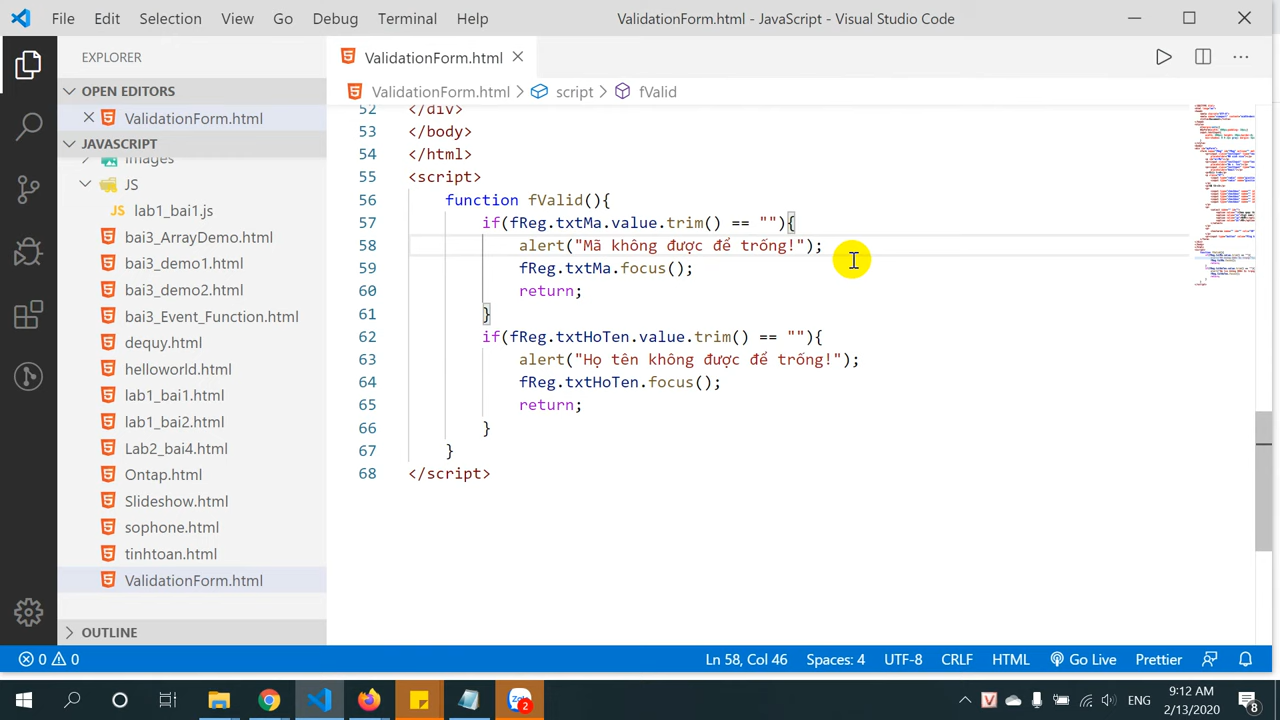 File Edit Selection View Go Debug Terminal Help ValidationForm.html - JavaScript - Visual Studio Code
EXPLORER
OPEN EDITORS
ValidationForm.html
JAVASCRIPT
images
JS
lab1_bai1.js
bai3_ArrayDemo.html
bai3_demo1.html
bai3_demo2.html
bai3_Event_Function.html
dequy.html
helloworld.html
lab1_bai1.html
lab1_bai2.html
Lab2_bai4.html
Ontap.html
Slideshow.html
sophone.html
tinhtoan.html
ValidationForm.html
OUTLINE
ValidationForm.html
ValidationForm.html > script > fValid
52 </div>
53 </body>
54 </html>
55 <script>
56 function fValid(){
57 if(fReg.txtMa.value.trim() == ""){
58 alert("Mã không được để trống!");
59 fReg.txtMa.focus();
60 return;
61 }
62 if(fReg.txtHoTen.value.trim() == ""){
63 alert("Họ tên không được để trống!");
64 fReg.txtHoTen.focus();
65 return;
66 }
67 }
68 </script>
0 0 Ln 58, Col 46 Spaces: 4 UTF-8 CRLF HTML Go Live Prettier
Zalo 2 ENG 9:12 AM 8
2/13/2020